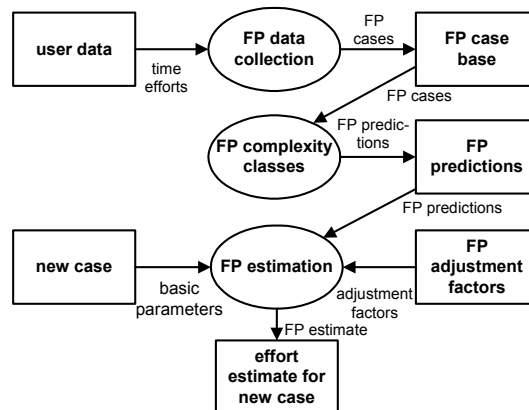 user data
time
efforts
FP data
collection
FP
cases
FP case
base
FP cases
FP complexity
classes
FP predic-
tions
FP
predictions
FP predictions
new case
basic
parameters
FP estimation
adjustment
factors
FP
adjustment
factors
FP estimate
effort
estimate for
new case